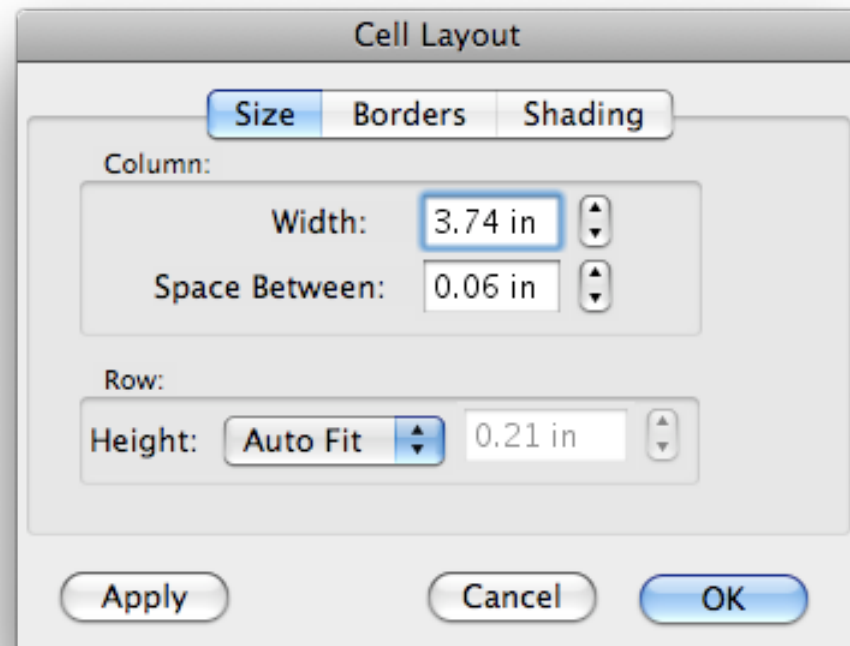 Cell Layout
Size Borders Shading
Column:
Width: 3.74 in
Space Between: 0.06 in
Row:
Height: Auto Fit 0.21 in
Apply Cancel OK